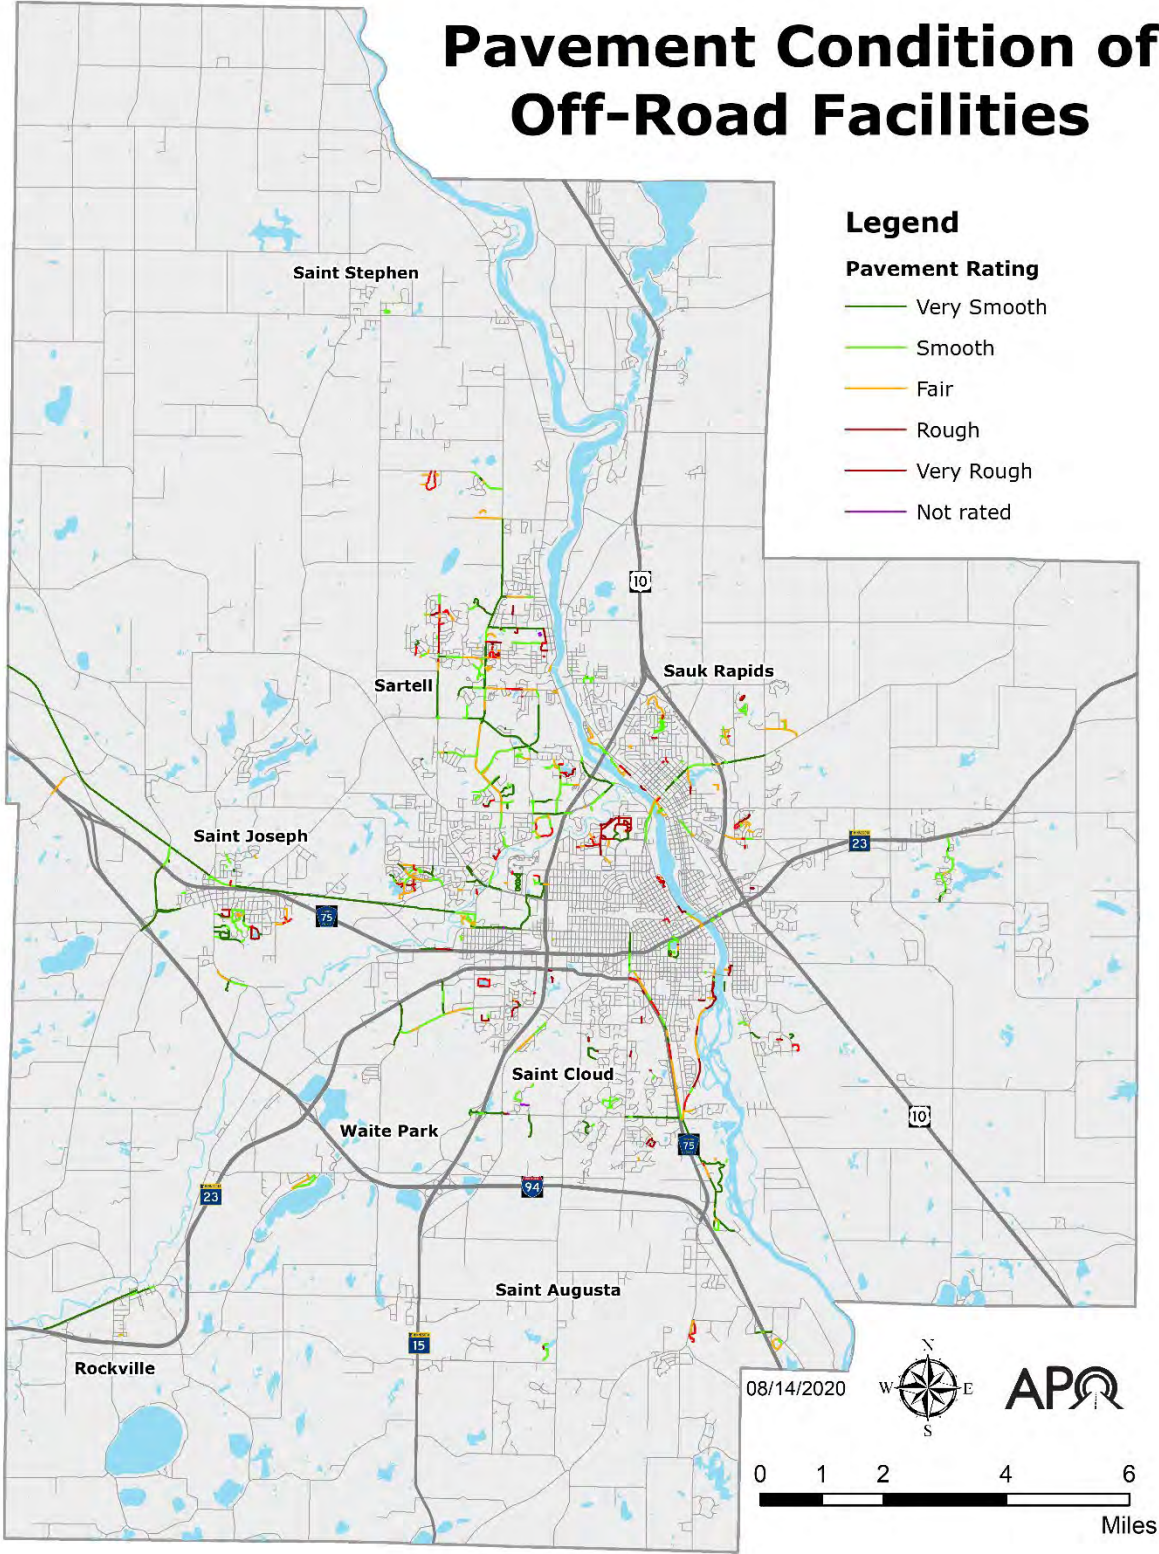 Pavement Condition of
Off-Road Facilities
Legend
Pavement Rating
Very Smooth
Smooth
Fair
Rough
Very Rough
Not rated
Saint Stephen
10
Sauk Rapids
Sartell
Saint Joseph
23
75
Saint Cloud
10
Waite Park
75
94
23
Saint Augusta
15
Rockville
08/14/2020
N
W E
S
APO
0 1 2 4 6
Miles